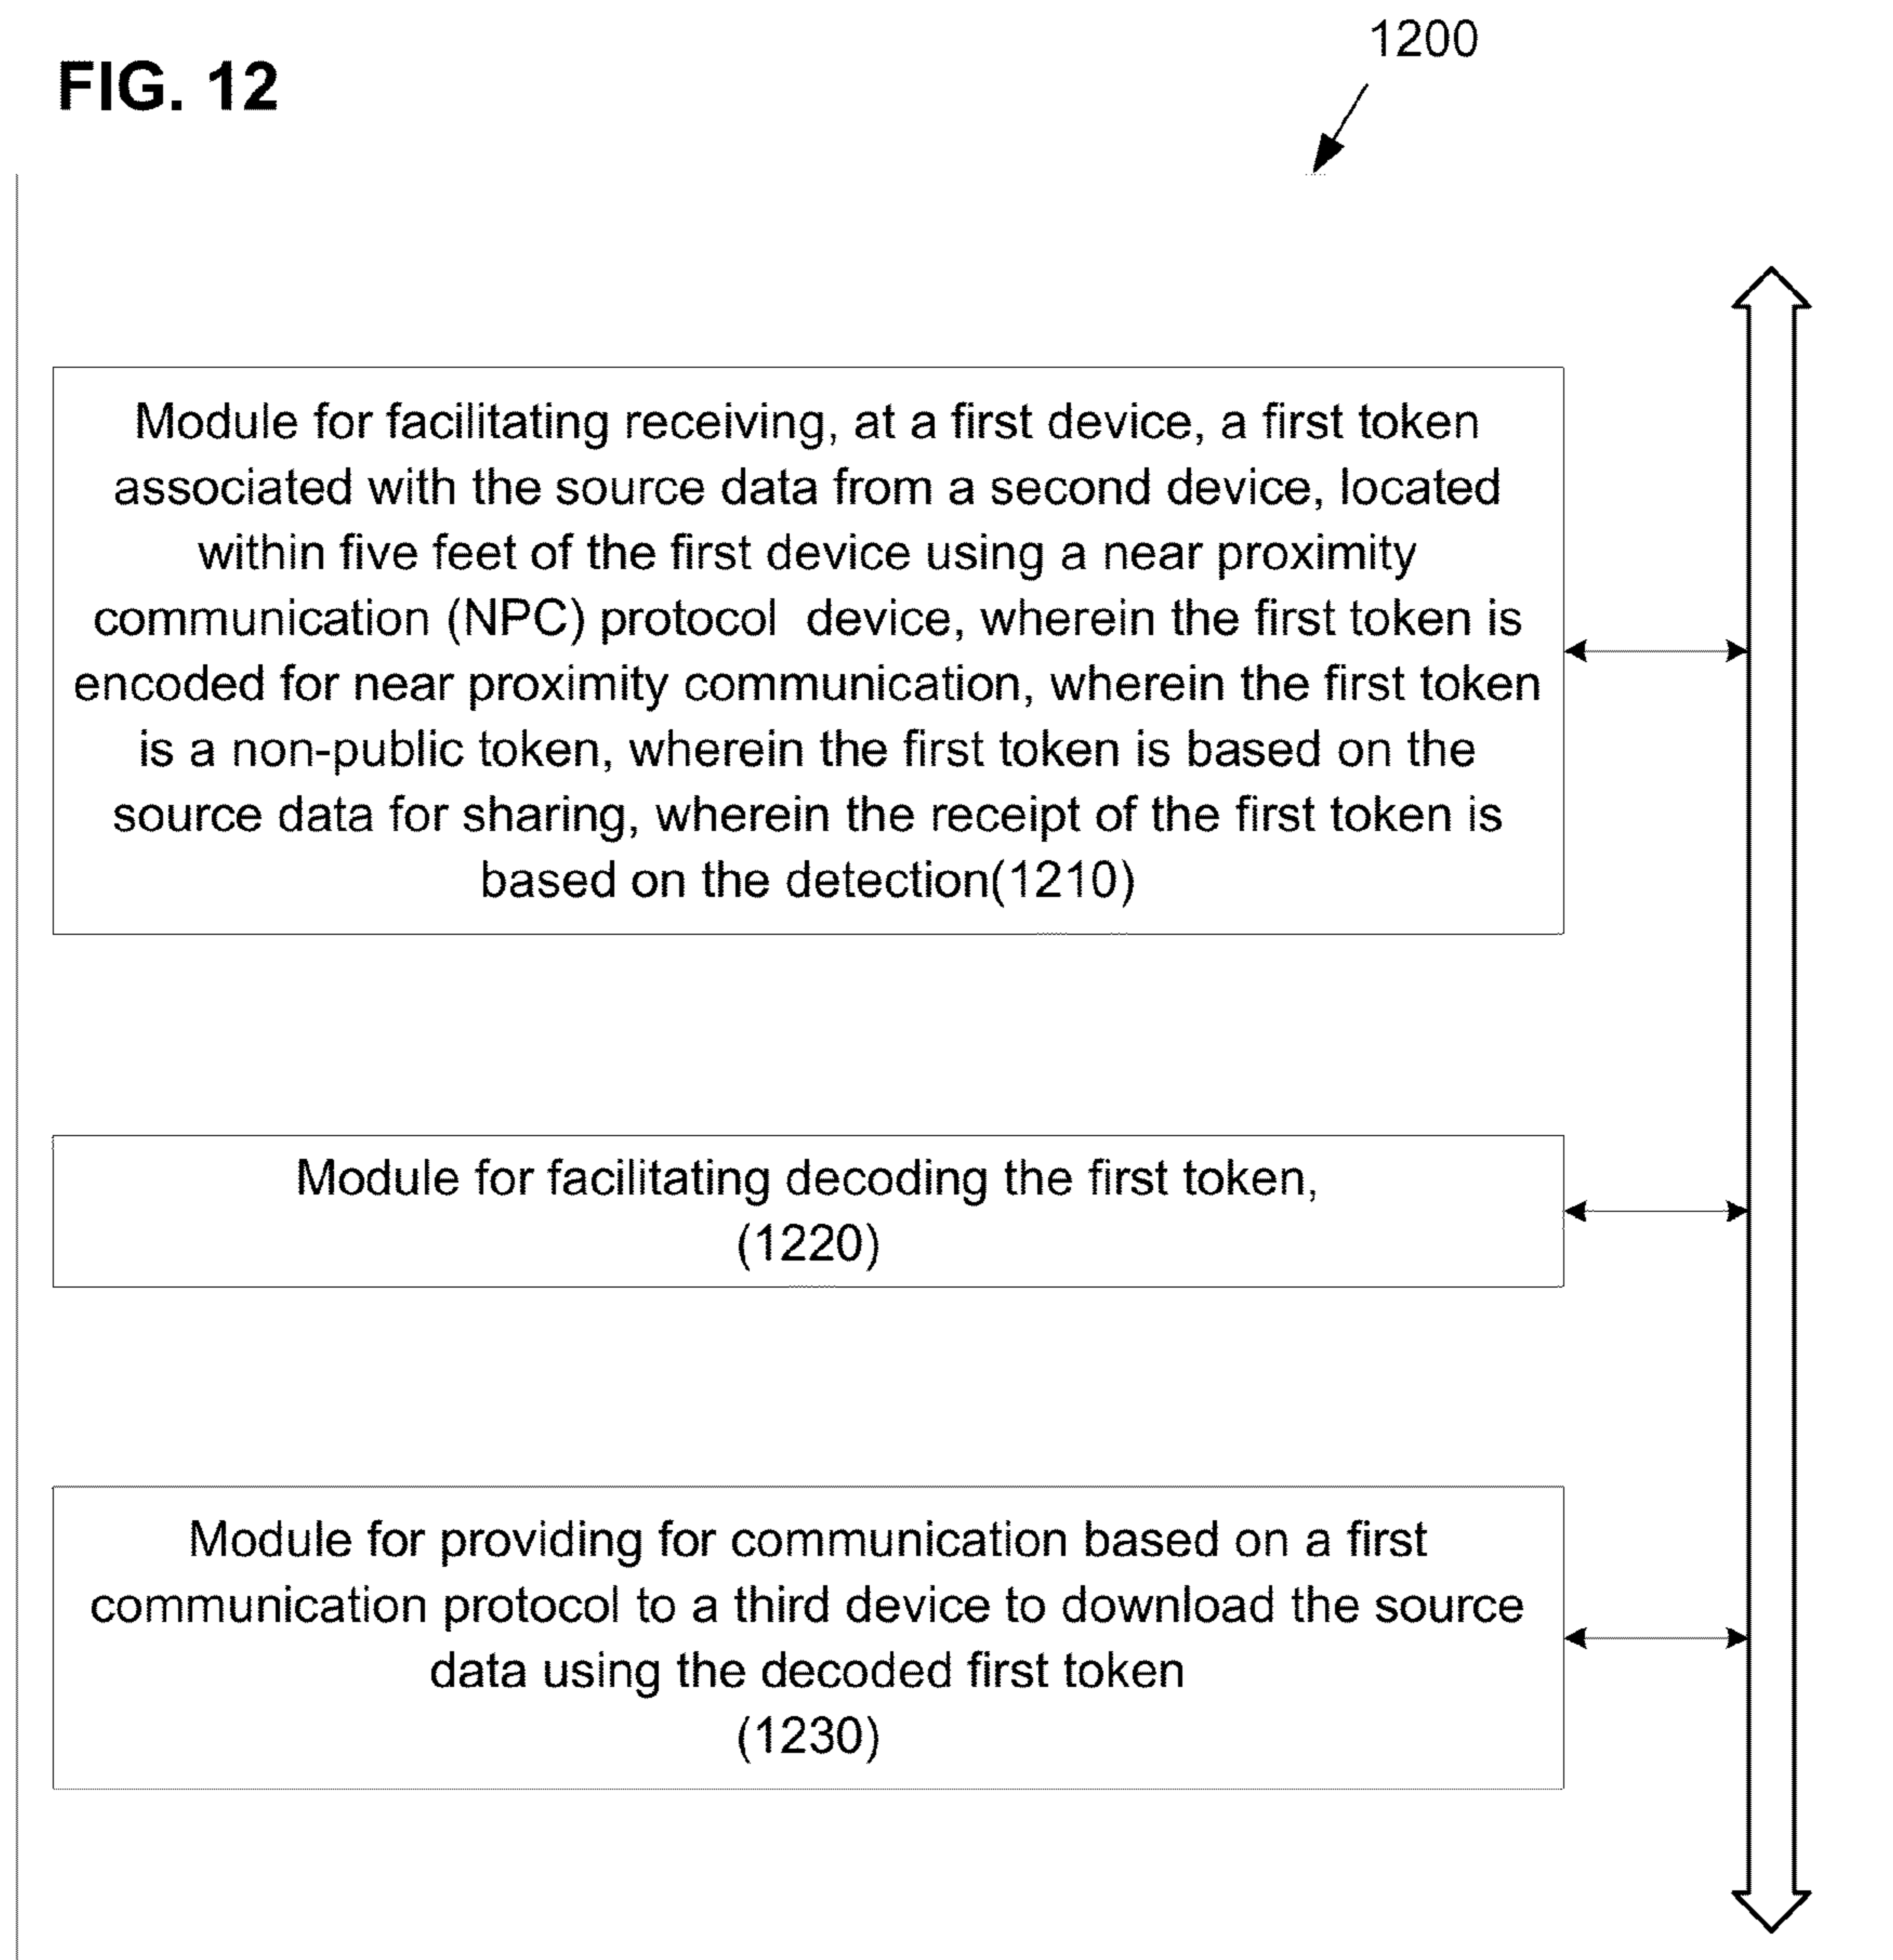 1200
FIG. 12
Module for facilitating receiving, at a first device, a first token
associated with the source data from a second device, located
within five feet of the first device using a near proximity
communication (NPC) protocol  device, wherein the first token is
encoded for near proximity communication, wherein the first token
is a non-public token, wherein the first token is based on the
source data for sharing, wherein the receipt of the first token is
based on the detection(1210)
Module for facilitating decoding the first token,
(1220)
Module for providing for communication based on a first
communication protocol to a third device to download the source
data using the decoded first token
(1230)